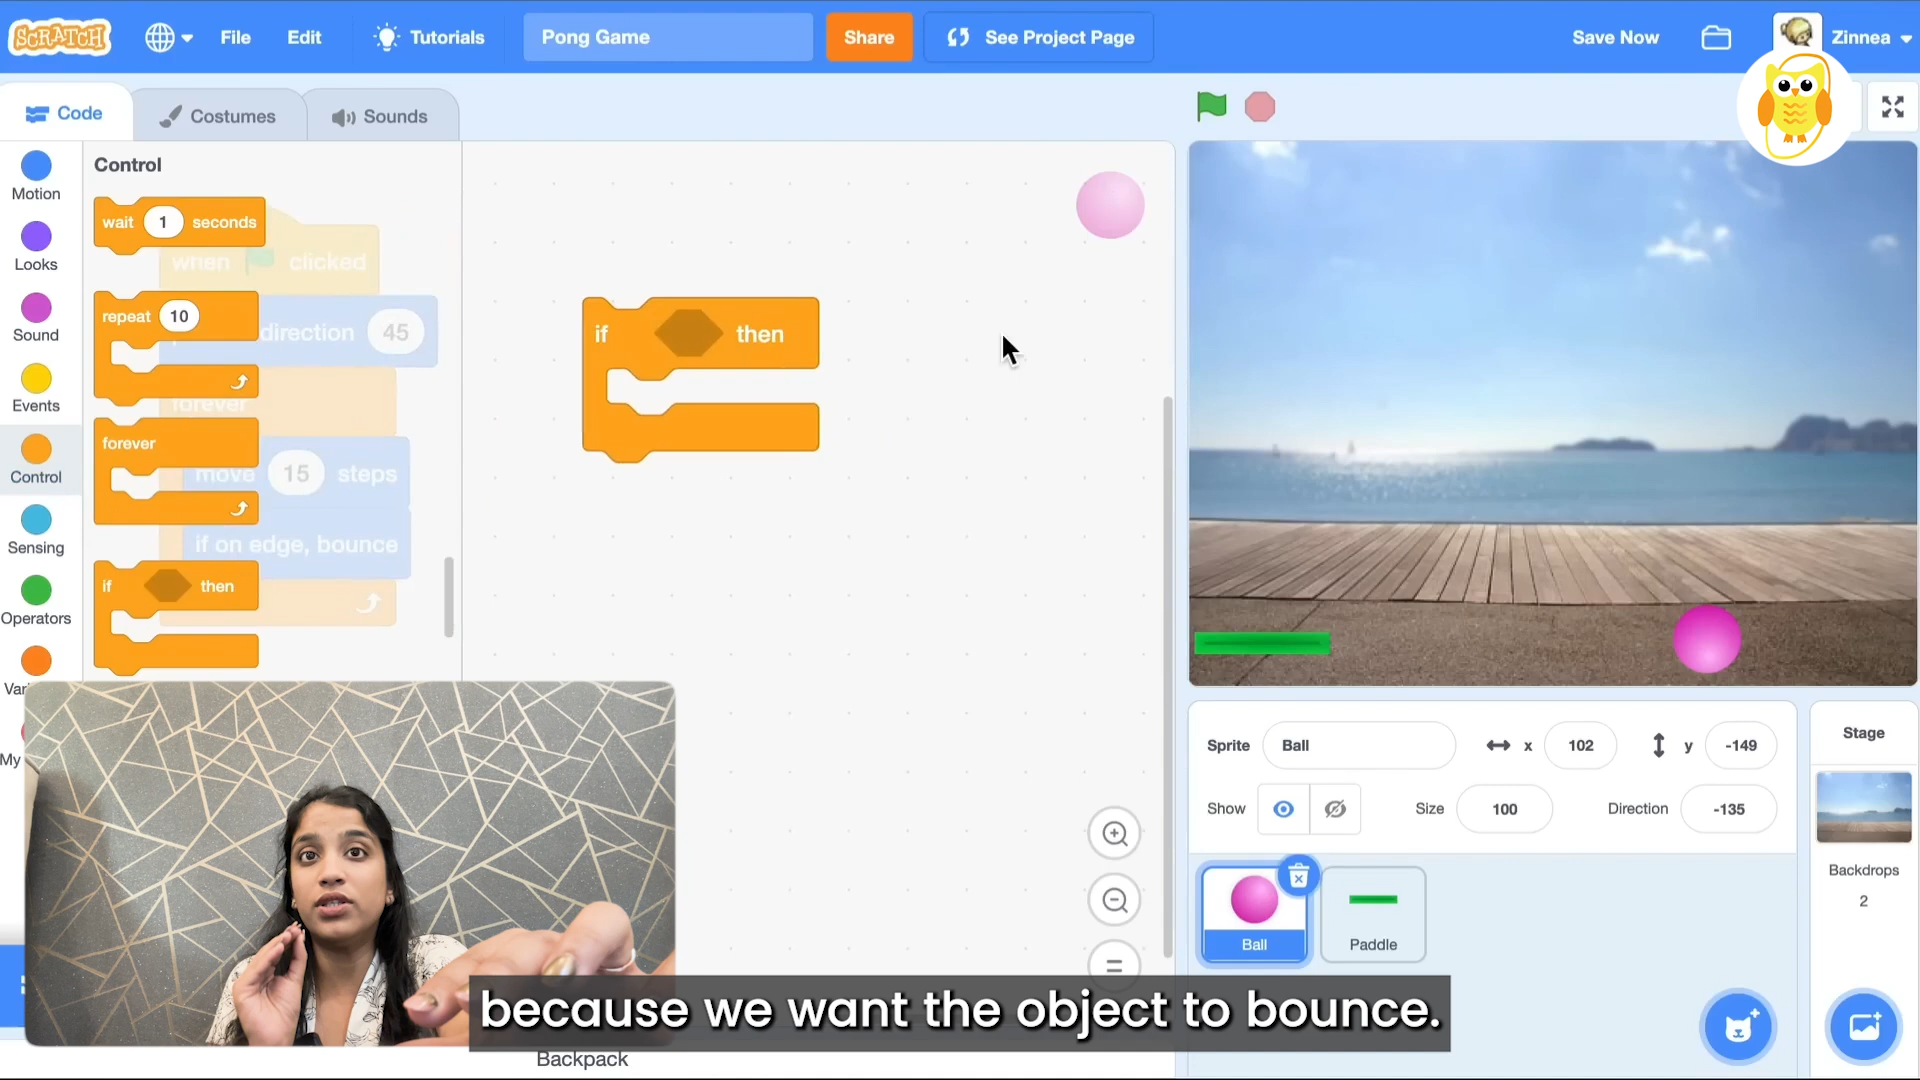 SCRATCH
File
Edit
Tutorials
Pong Game
Share
See Project Page
Save Now
Zinnea
Code
Costumes
Sounds
Motion
Looks
Sound
Events
Control
Sensing
Operators
My
Control
wait 1 seconds
when clicked
repeat 10
direction 45
forever
forever
move 15 steps
if on edge, bounce
if then
if then
Sprite Ball x 102 y -149
Show Size 100 Direction -135
Ball
Paddle
Stage
Backdrops
2
because we want the object to bounce.
Backpack